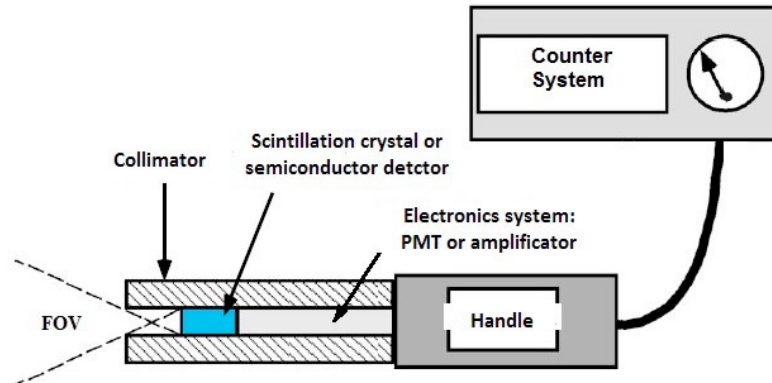 Counter
System
Scintillation crystal or
semiconductor detctor
Collimator
Electronics system:
PMT or amplificator
FOV
Handle